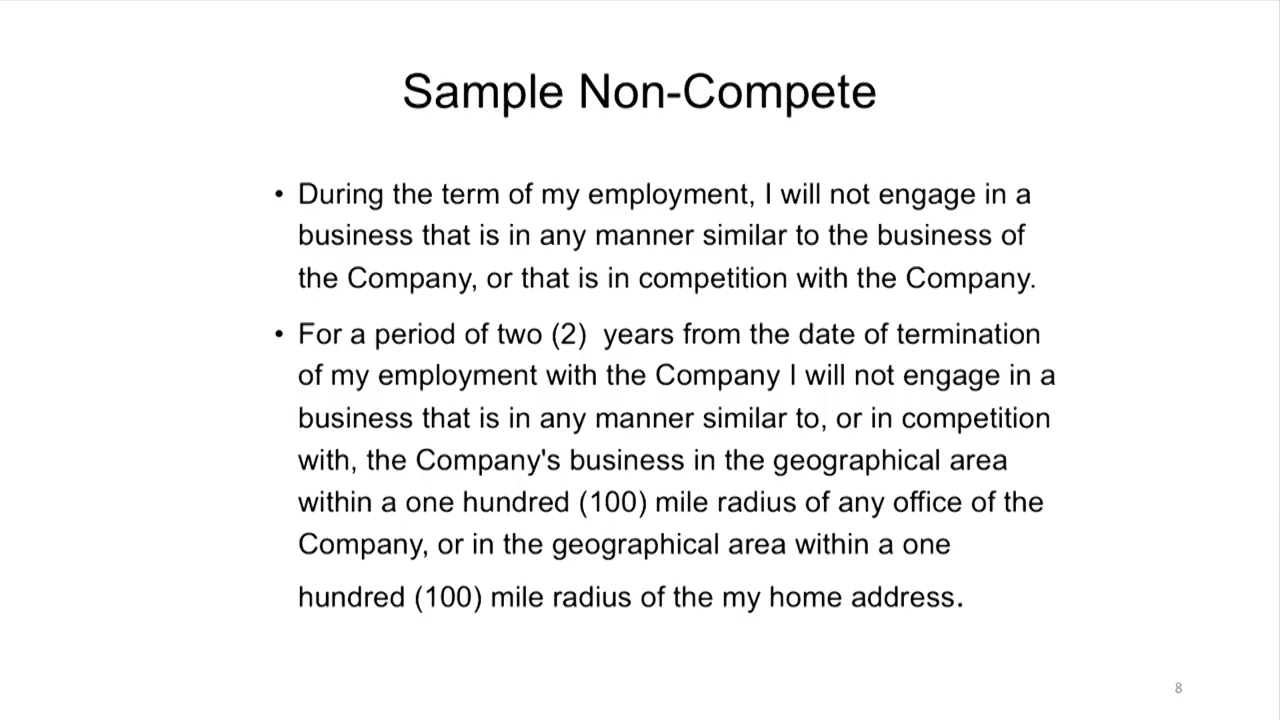 Sample Non-Compete
• During the term of my employment, I will not engage in a
business that is in any manner similar to the business of
the Company, or that is in competition with the Company.
• For a period of two (2)  years from the date of termination
of my employment with the Company I will not engage in a
business that is in any manner similar to, or in competition
with, the Company's business in the geographical area
within a one hundred (100) mile radius of any office of the
Company, or in the geographical area within a one
hundred (100) mile radius of the my home address.
8